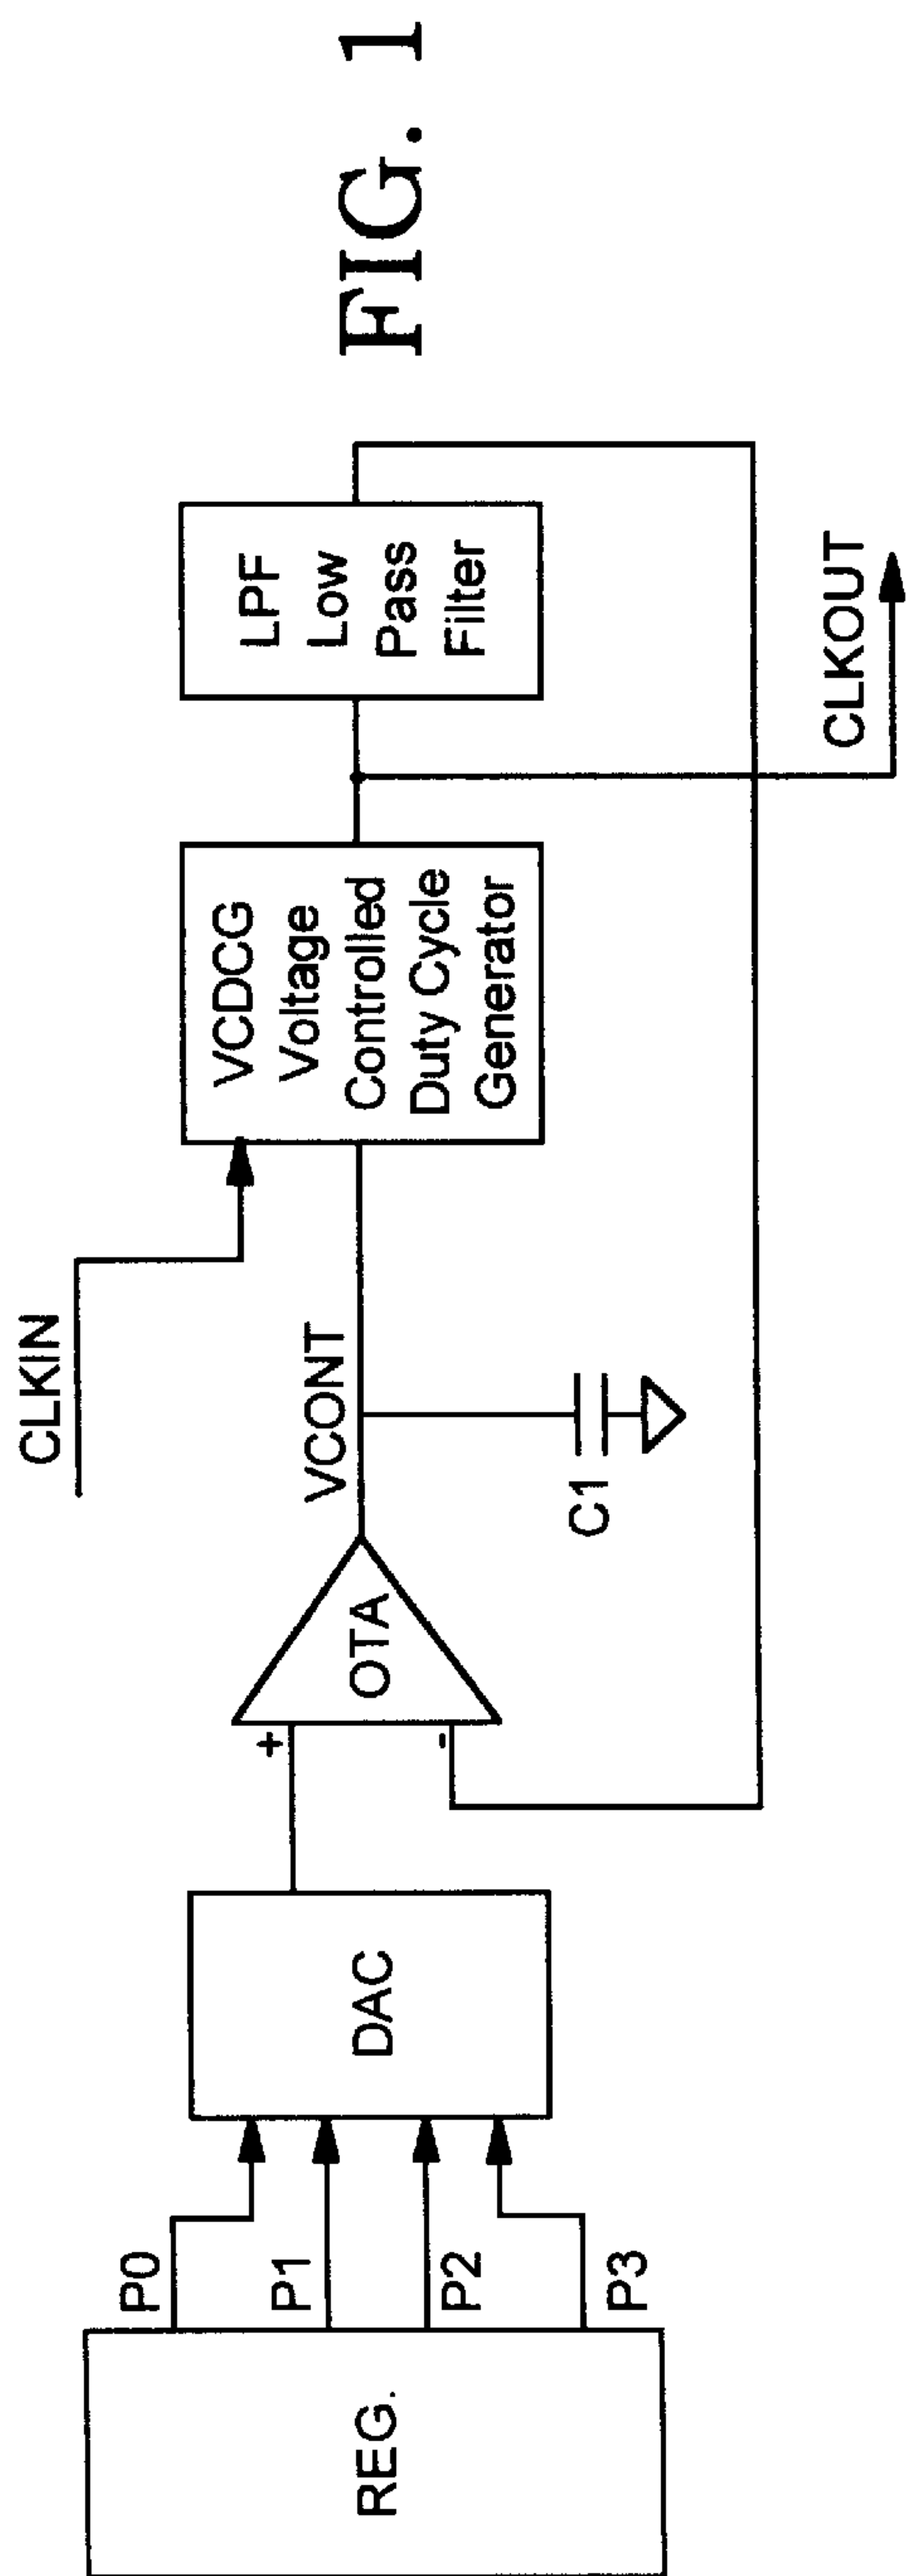 REG.
P0
P1
P2
P3
DAC
+
-
OTA
VCONT
C1
CLKIN
VCDCG
Voltage
Controlled
Duty Cycle
Generator
LPF
Low
Pass
Filter
CLKOUT
FIG. 1